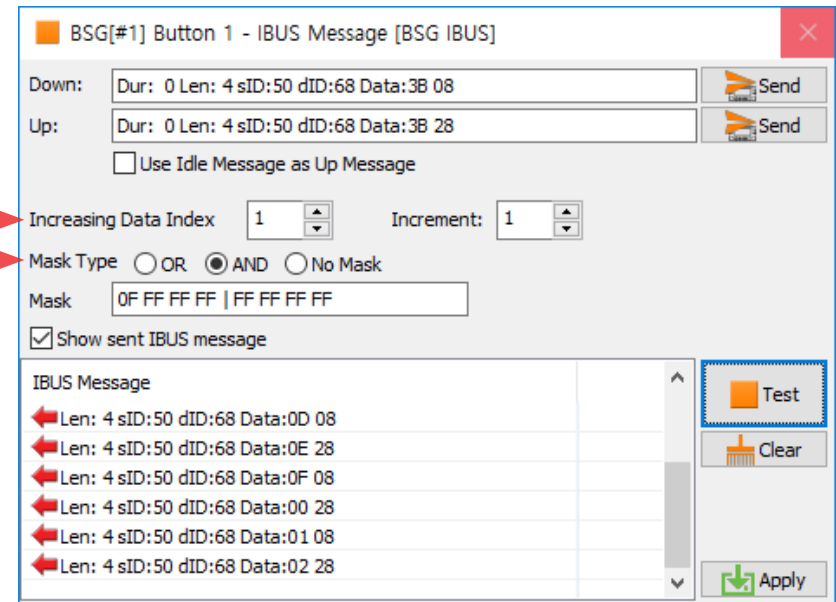 BSG[#1] Button 1 - IBUS Message [BSG IBUS]
Down: Dur: 0 Len: 4 sID:50 dID:68 Data:3B 08 Send
Up: Dur: 0 Len: 4 sID:50 dID:68 Data:3B 28 Send
Use Idle Message as Up Message
Increasing Data Index 1 Increment: 1
Mask Type OR AND No Mask
Mask 0F FF FF FF | FF FF FF FF
Show sent IBUS message
IBUS Message
Test
Len: 4 sID:50 dID:68 Data:0D 08
Len: 4 sID:50 dID:68 Data:0E 28
Clear
Len: 4 sID:50 dID:68 Data:0F 08
Len: 4 sID:50 dID:68 Data:00 28
Len: 4 sID:50 dID:68 Data:01 08
Len: 4 sID:50 dID:68 Data:02 28
Apply